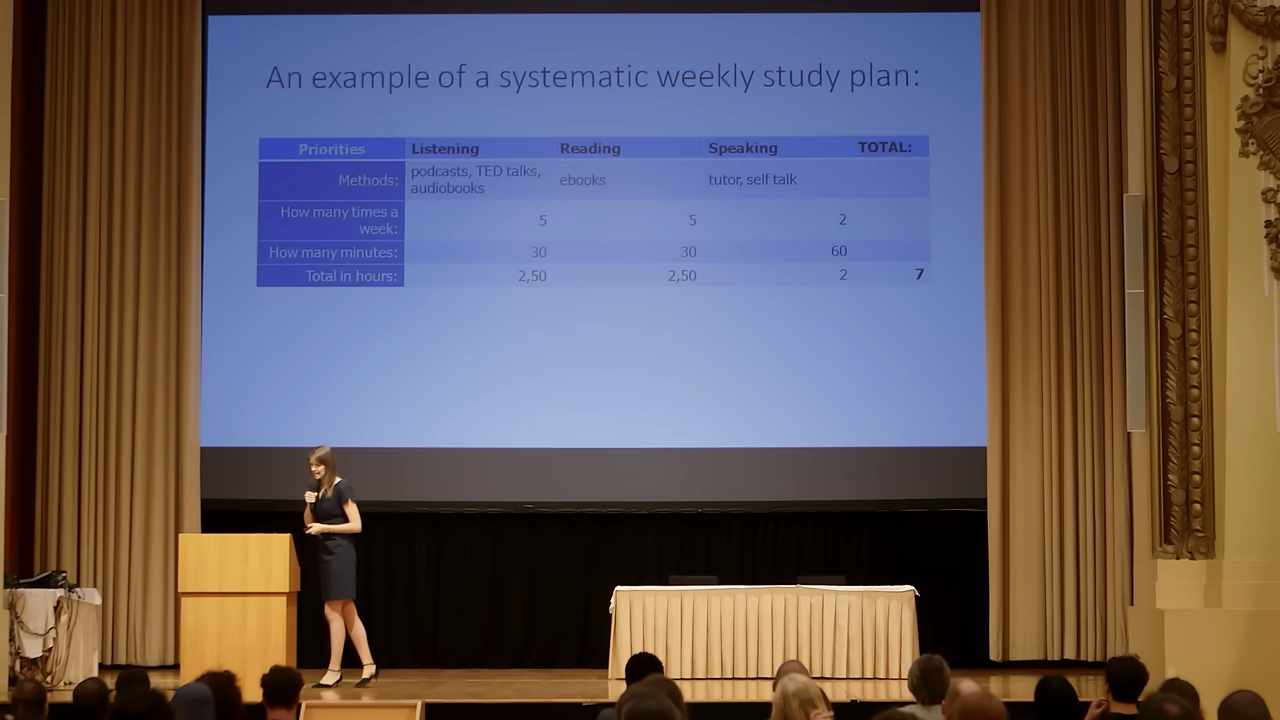 An example of a systematic weekly study plan:
Priorities Listening Reading Speaking TOTAL:
Methods: podcasts, TED talks, audiobooks ebooks tutor, self talk
How many times a week: 5 5 2
How many minutes: 30 30 60
Total in hours: 2,50 2,50 2 7